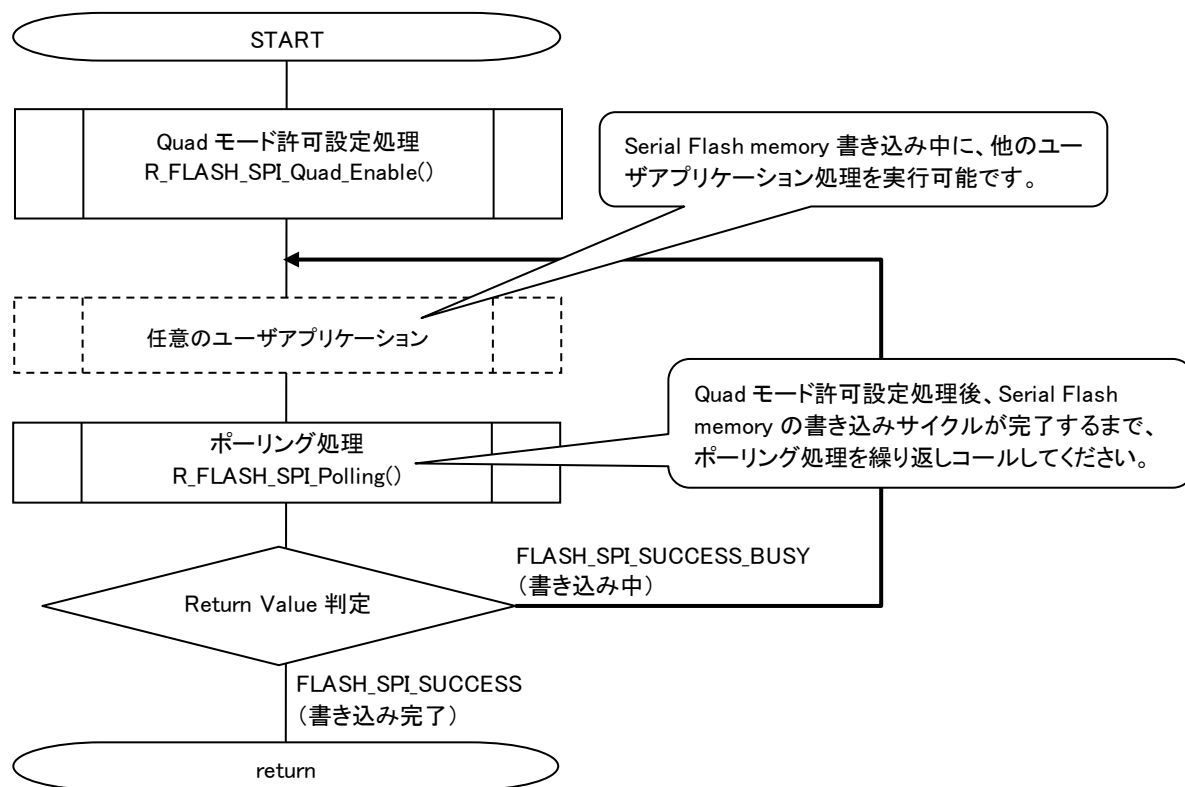 START
Quad モード許可設定処理
R_FLASH_SPI_Quad_Enable()
Serial Flash memory 書き込み中に、他のユー
ザアプリケーション処理を実行可能です。
任意のユーザアプリケーション
Quad モード許可設定処理後、Serial Flash
memory の書き込みサイクルが完了するまで、
ポーリング処理を繰り返しコールしてください。
ポーリング処理
R_FLASH_SPI_Polling()
FLASH_SPI_SUCCESS_BUSY
（書き込み中）
Return Value 判定
FLASH_SPI_SUCCESS
（書き込み完了）
return